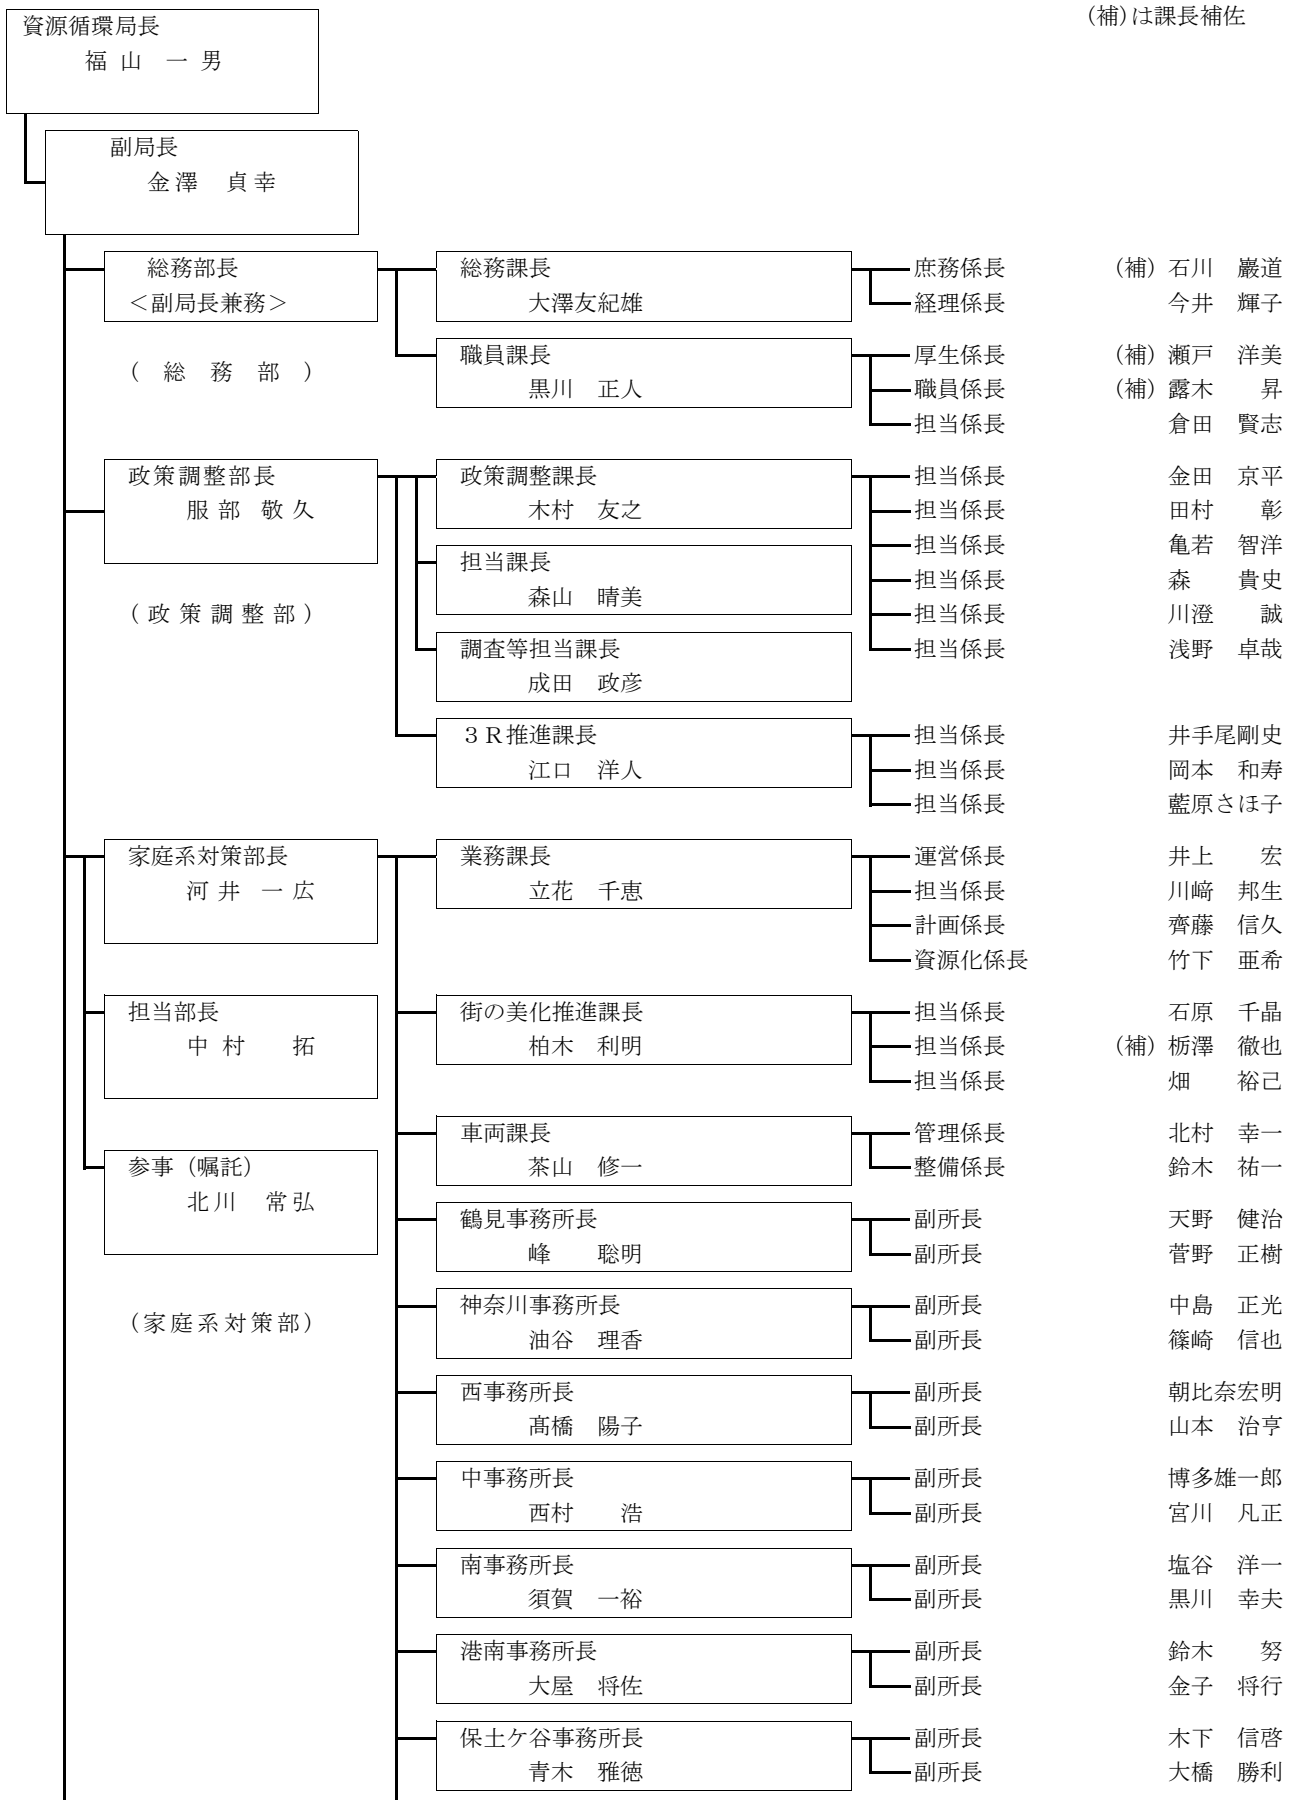 (補)は課長補佐
資源循環局長
福山 一男
副局長
金澤 貞幸
総務部長
＜副局長兼務＞
(総務部)
総務課長
大澤友紀雄
庶務係長 (補) 石川 巖道
経理係長 今井 輝子
職員課長
黒川 正人
厚生係長 (補) 瀬戸 洋美
職員係長 (補) 露木 昇
担当係長 倉田 賢志
政策調整部長
服部 敬久
(政策調整部)
政策調整課長
木村 友之
担当課長
森山 晴美
調査等担当課長
成田 政彦
担当係長 金田 京平
担当係長 田村 彰
担当係長 亀若 智洋
担当係長 森 貴史
担当係長 川澄 誠
担当係長 浅野 卓哉
３Ｒ推進課長
江口 洋人
担当係長 井手尾剛史
担当係長 岡本 和寿
担当係長 藍原さほ子
家庭系対策部長
河井 一広
担当部長
中村 拓
参事（嘱託）
北川 常弘
(家庭系対策部)
業務課長
立花 千恵
運営係長 井上 宏
担当係長 川﨑 邦生
計画係長 齊藤 信久
資源化係長 竹下 亜希
街の美化推進課長
柏木 利明
担当係長 石原 千晶
担当係長 (補) 栃澤 徹也
担当係長 畑 裕己
車両課長
茶山 修一
管理係長 北村 幸一
整備係長 鈴木 祐一
鶴見事務所長
峰 聡明
副所長 天野 健治
副所長 菅野 正樹
神奈川事務所長
油谷 理香
副所長 中島 正光
副所長 篠崎 信也
西事務所長
髙橋 陽子
副所長 朝比奈宏明
副所長 山本 治亨
中事務所長
西村 浩
副所長 博多雄一郎
副所長 宮川 凡正
南事務所長
須賀 一裕
副所長 塩谷 洋一
副所長 黒川 幸夫
港南事務所長
大屋 将佐
副所長 鈴木 努
副所長 金子 将行
保土ケ谷事務所長
青木 雅徳
副所長 木下 信啓
副所長 大橋 勝利